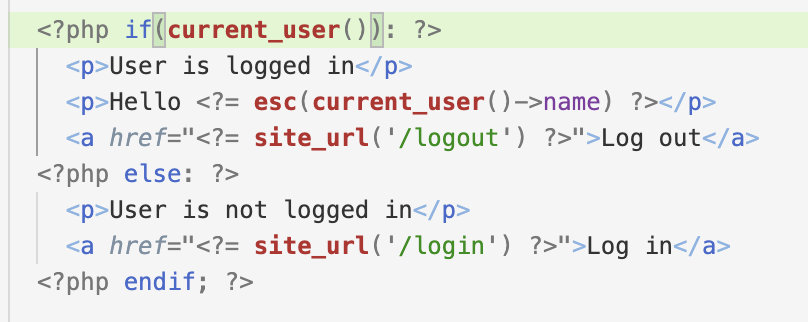 <?php if(current_user()): ?>
<p>User is logged in</p>
<p>Hello <?= esc(current_user()->name) ?></p>
<a href="<?= site_url('/logout') ?>">Log out</a>
<?php else: ?>
<p>User is not logged in</p>
<a href="<?= site_url('/login') ?>">Log in</a>
<?php endif; ?>